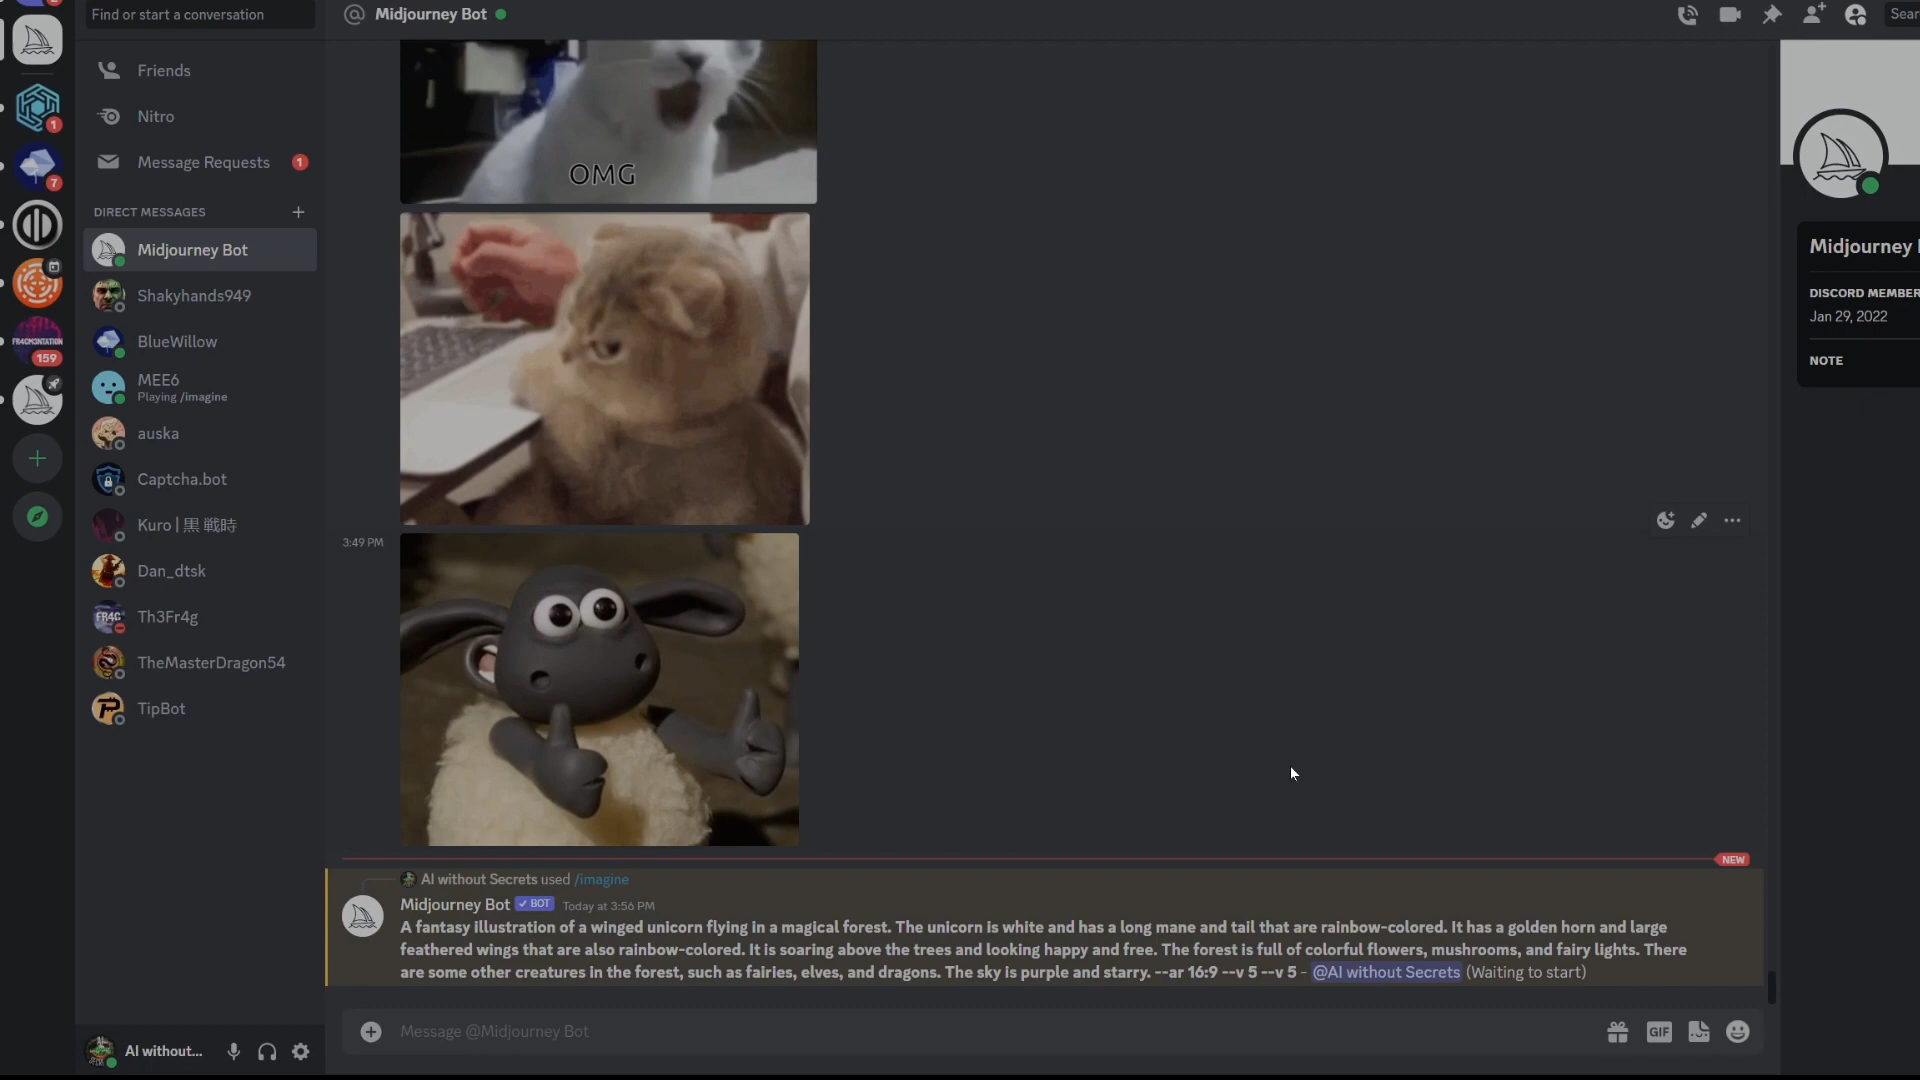 Find or start a conversation
Midjourney Bot
Sear
Friends
Nitro
Message Requests
1
DIRECT MESSAGES
Midjourney Bot
Shakyhands949
BlueWillow
MEE6
Playing /imagine
auska
Captcha.bot
Kuro | 黒 戦時
Dan_dtsk
Th3Fr4g
TheMasterDragon54
TipBot
1
7
FR4GM3NTATION
159
FR4G
OMG
3:49 PM
NEW
AI without Secrets used /imagine
Midjourney Bot BOT Today at 3:56 PM
A fantasy illustration of a winged unicorn flying in a magical forest. The unicorn is white and has a long mane and tail that are rainbow-colored. It has a golden horn and large
feathered wings that are also rainbow-colored. It is soaring above the trees and looking happy and free. The forest is full of colorful flowers, mushrooms, and fairy lights. There
are some other creatures in the forest, such as fairies, elves, and dragons. The sky is purple and starry. --ar 16:9 --v 5 --v 5 - @AI without Secrets (Waiting to start)
Message @Midjourney Bot
GIF
AI without...
Midjourney
DISCORD MEMBER
Jan 29, 2022
NOTE